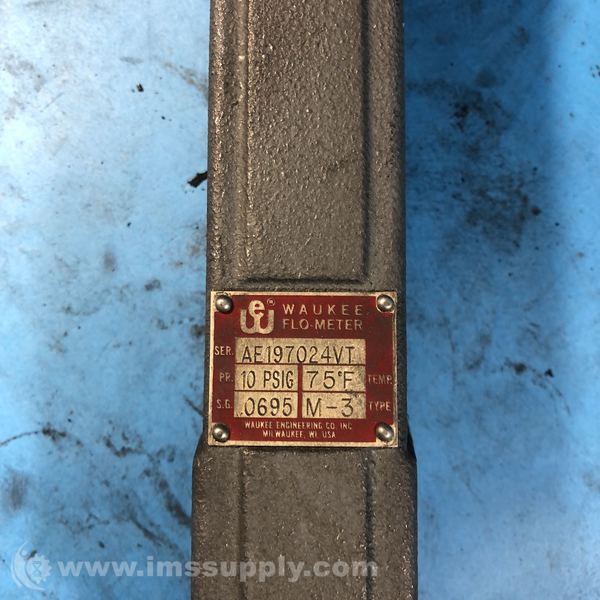 WAUKEE
FLO-METER
SER. AE197024VT
PR. 10 PSIG 75°F TEMP.
S.G. .0695 M-3 TYPE
WAUKEE ENGINEERING CO. INC.
MILWAUKEE, WI. USA
www.imssupply.com